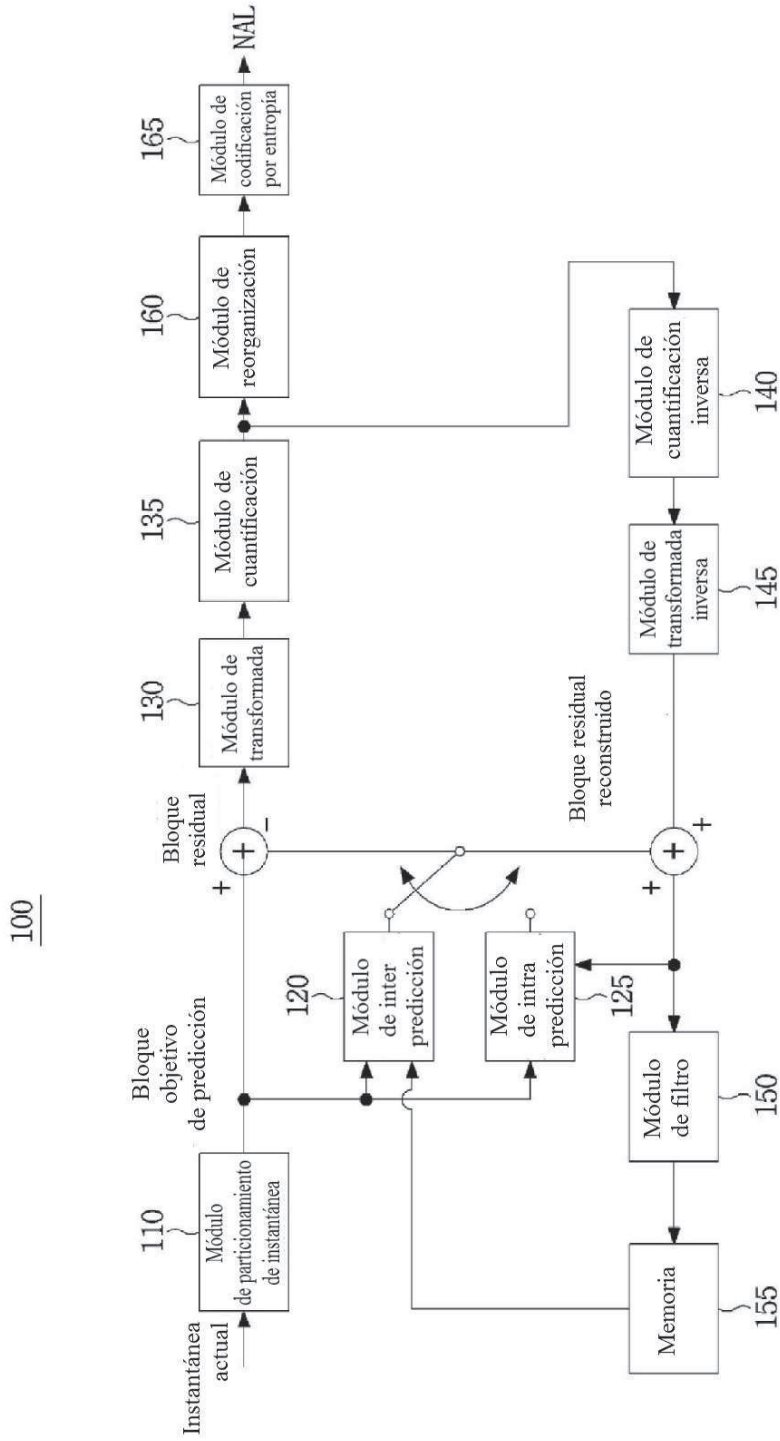 100
Instantánea
actual
110
Módulo
de particionamiento
de instantánea
Bloque
objetivo
de predicción
120
Módulo
de inter
predicción
Módulo
de intra
predicción
125
Bloque
residual
+
+
-
130
Módulo de
transformada
135
Módulo de
cuantificación
160
Módulo de
reorganización
165
Módulo de
codificación
por entropía
NAL
Módulo de
cuantificación
inversa
140
Módulo de
transformada
inversa
145
Bloque residual
reconstruido
+
+
+
Módulo
de filtro
150
Memoria
155